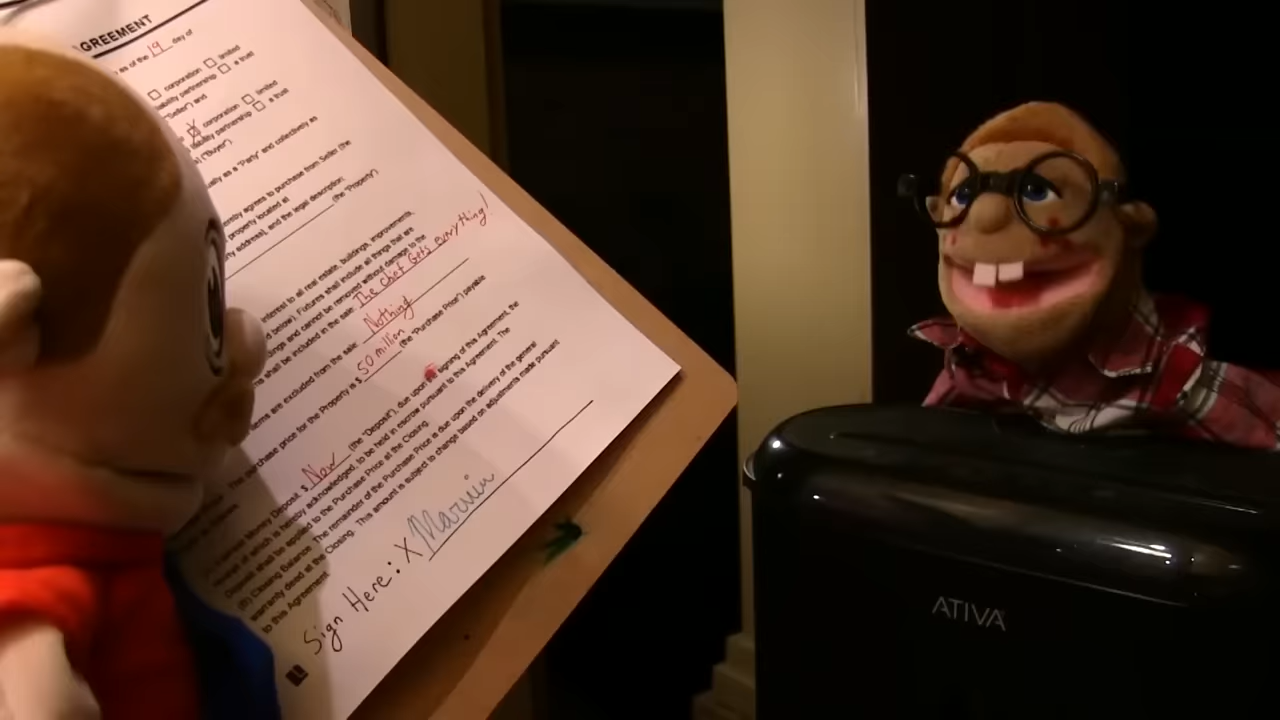 GREEMENT
as of the 19 day of
corporation ☐ limited
liability partnership ☐ a trust
"Seller") and
corporation ☐ limited
liability partnership ☐ a trust
("Buyer").
as a "Party" and collectively as
agrees to purchase from Seller (the
property located at
address), and the legal description:
(the "Property")
interest to all real estate, buildings, improvements,
below). Fixtures shall include all things that are
and cannot be removed without damage to the
shall be included in the sale: The chef Gets everything!
are excluded from the sale: Nothing
purchase price for the Property is $ 50 million (the "Purchase Price") payable
Earnest Money Deposit. $ Now (the "Deposit"), due upon signing of this Agreement, the
receipt of which is hereby acknowledged, to be held in escrow pursuant to this Agreement. The
Deposit shall be applied to the Purchase Price at the Closing.
Closing Balance. The remainder of the Purchase Price is due upon the delivery of the general
warranty deed at the Closing. This amount is subject to change based on adjustments made pursuant
to this Agreement.
Sign Here: X Marvin
ATIVA